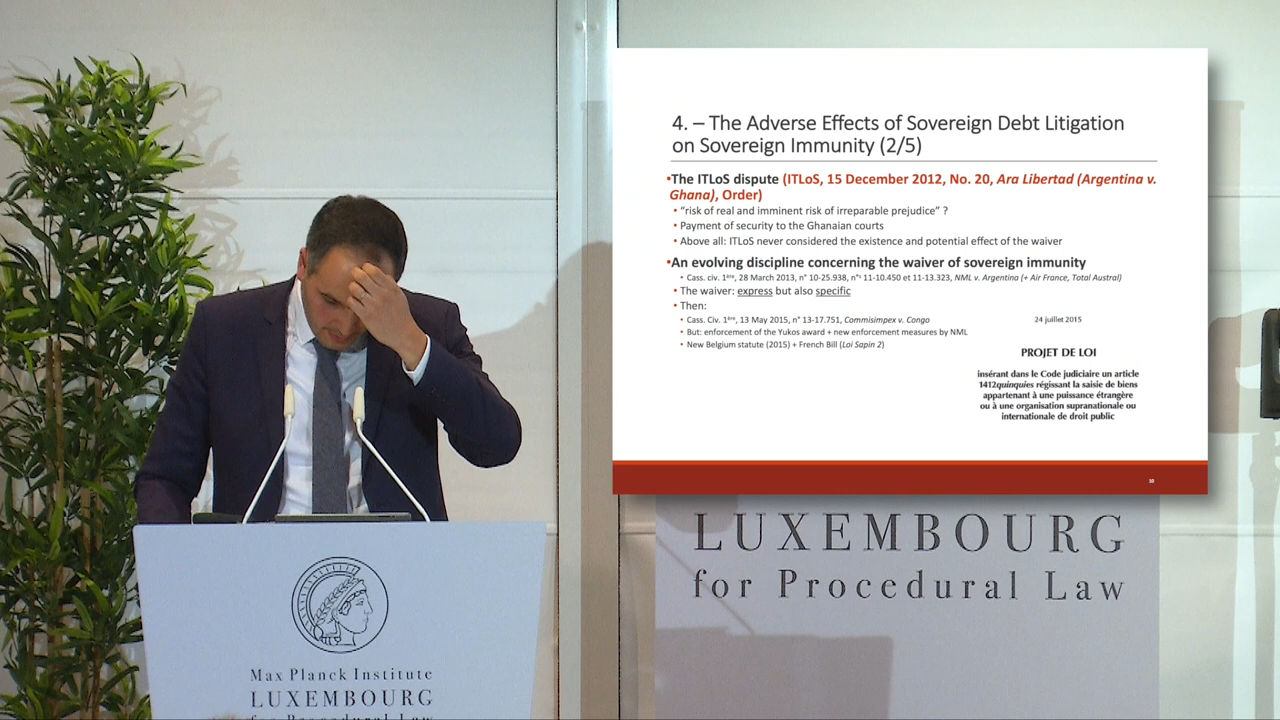 4. – The Adverse Effects of Sovereign Debt Litigation
on Sovereign Immunity (2/5)
•The ITLoS dispute (ITLoS, 15 December 2012, No. 20, Ara Libertad (Argentina v.
Ghana), Order)
• “risk of real and imminent risk of irreparable prejudice” ?
• Payment of security to the Ghanaian courts
• Above all: ITLoS never considered the existence and potential effect of the waiver
•An evolving discipline concerning the waiver of sovereign immunity
• Cass. civ. 1ère, 28 March 2013, n° 10-25.938, n°s 11-10.450 et 11-13.323, NML v. Argentina (+ Air France, Total Austral)
• The waiver: express but also specific
• Then:
• Cass. Civ. 1ère, 13 May 2015, n° 13-17.751, Commisimpex v. Congo
• But: enforcement of the Yukos award + new enforcement measures by NML
• New Belgium statute (2015) + French Bill (Loi Sapin 2)
24 juillet 2015
PROJET DE LOI
insérant dans le Code judiciaire un article
1412quinquies régissant la saisie de biens
appartenant à une puissance étrangère
ou à une organisation supranationale ou
internationale de droit public
10
LUXEMBOURG
for Procedural Law
Max Planck Institute
LUXEMBOURG
for Procedural Law